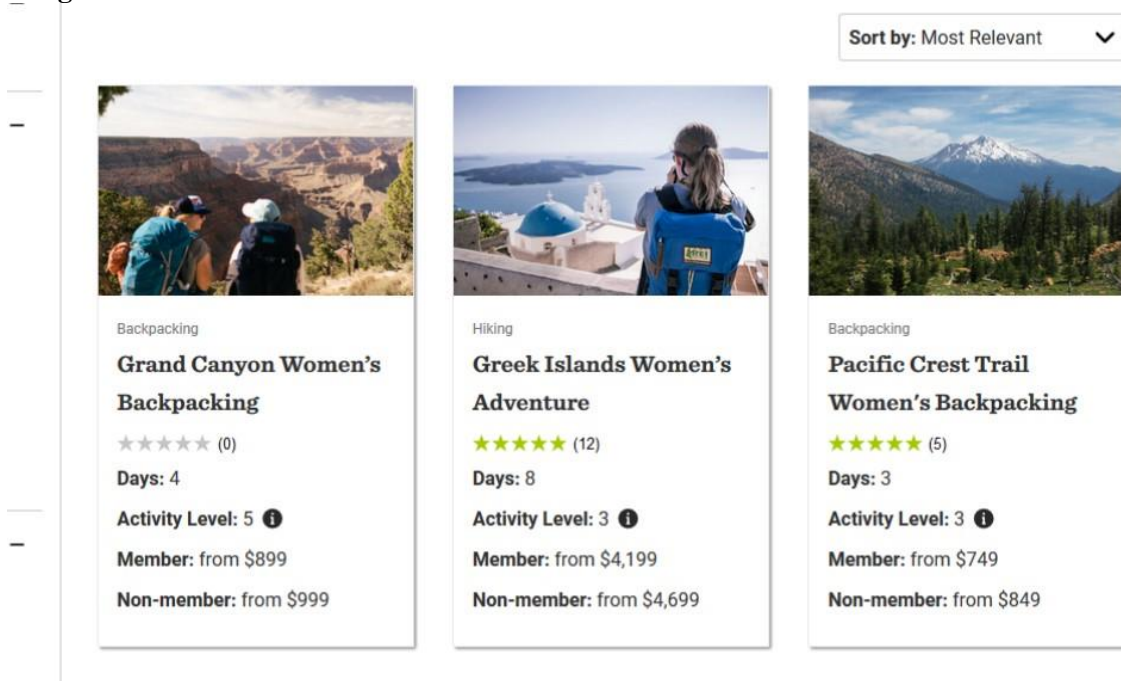 Sort by: Most Relevant
Backpacking
Grand Canyon Women's
Backpacking
(0)
Days: 4
Activity Level: 5
Member: from $899
Non-member: from $999
Hiking
Greek Islands Women's
Adventure
(12)
Days: 8
Activity Level: 3
Member: from $4,199
Non-member: from $4,699
Backpacking
Pacific Crest Trail
Women's Backpacking
(5)
Days: 3
Activity Level: 3
Member: from $749
Non-member: from $849